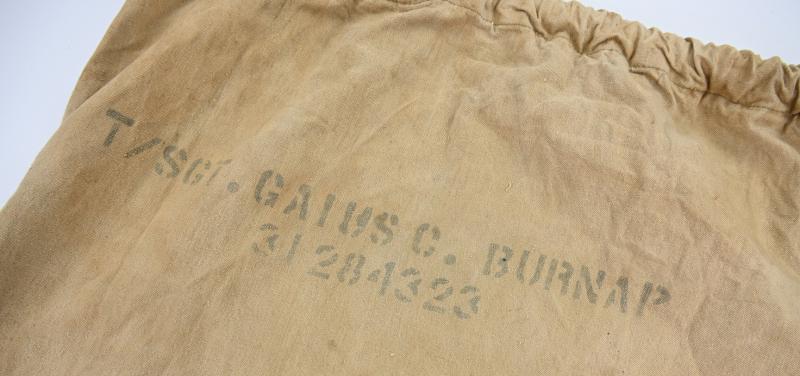 T/SGT. GAIUS C. BURNAP
31284323